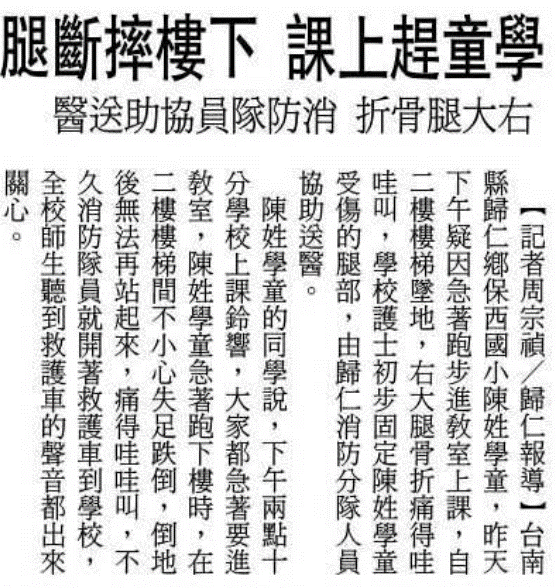 學童趕上課 下樓摔斷腿
右大腿骨折 消防隊員協助送醫
【記者周宗禎／歸仁報導】台南
縣歸仁鄉保西國小陳姓學童，昨天
下午疑因急著跑步進教室上課，自
二樓樓梯墜地，右大腿骨折痛得哇
哇叫，學校護士初步固定陳姓學童
受傷的腿部，由歸仁消防分隊人員
協助送醫。
陳姓學童的同學說，下午兩點十
分學校上課鈴響，大家都急著要進
教室，陳姓學童急著跑下樓時，在
二樓樓梯間不小心失足跌倒，倒地
後無法再站起來，痛得哇哇叫，不
久消防隊員就開著救護車到學校，
全校師生聽到救護車的聲音都出來
關心。